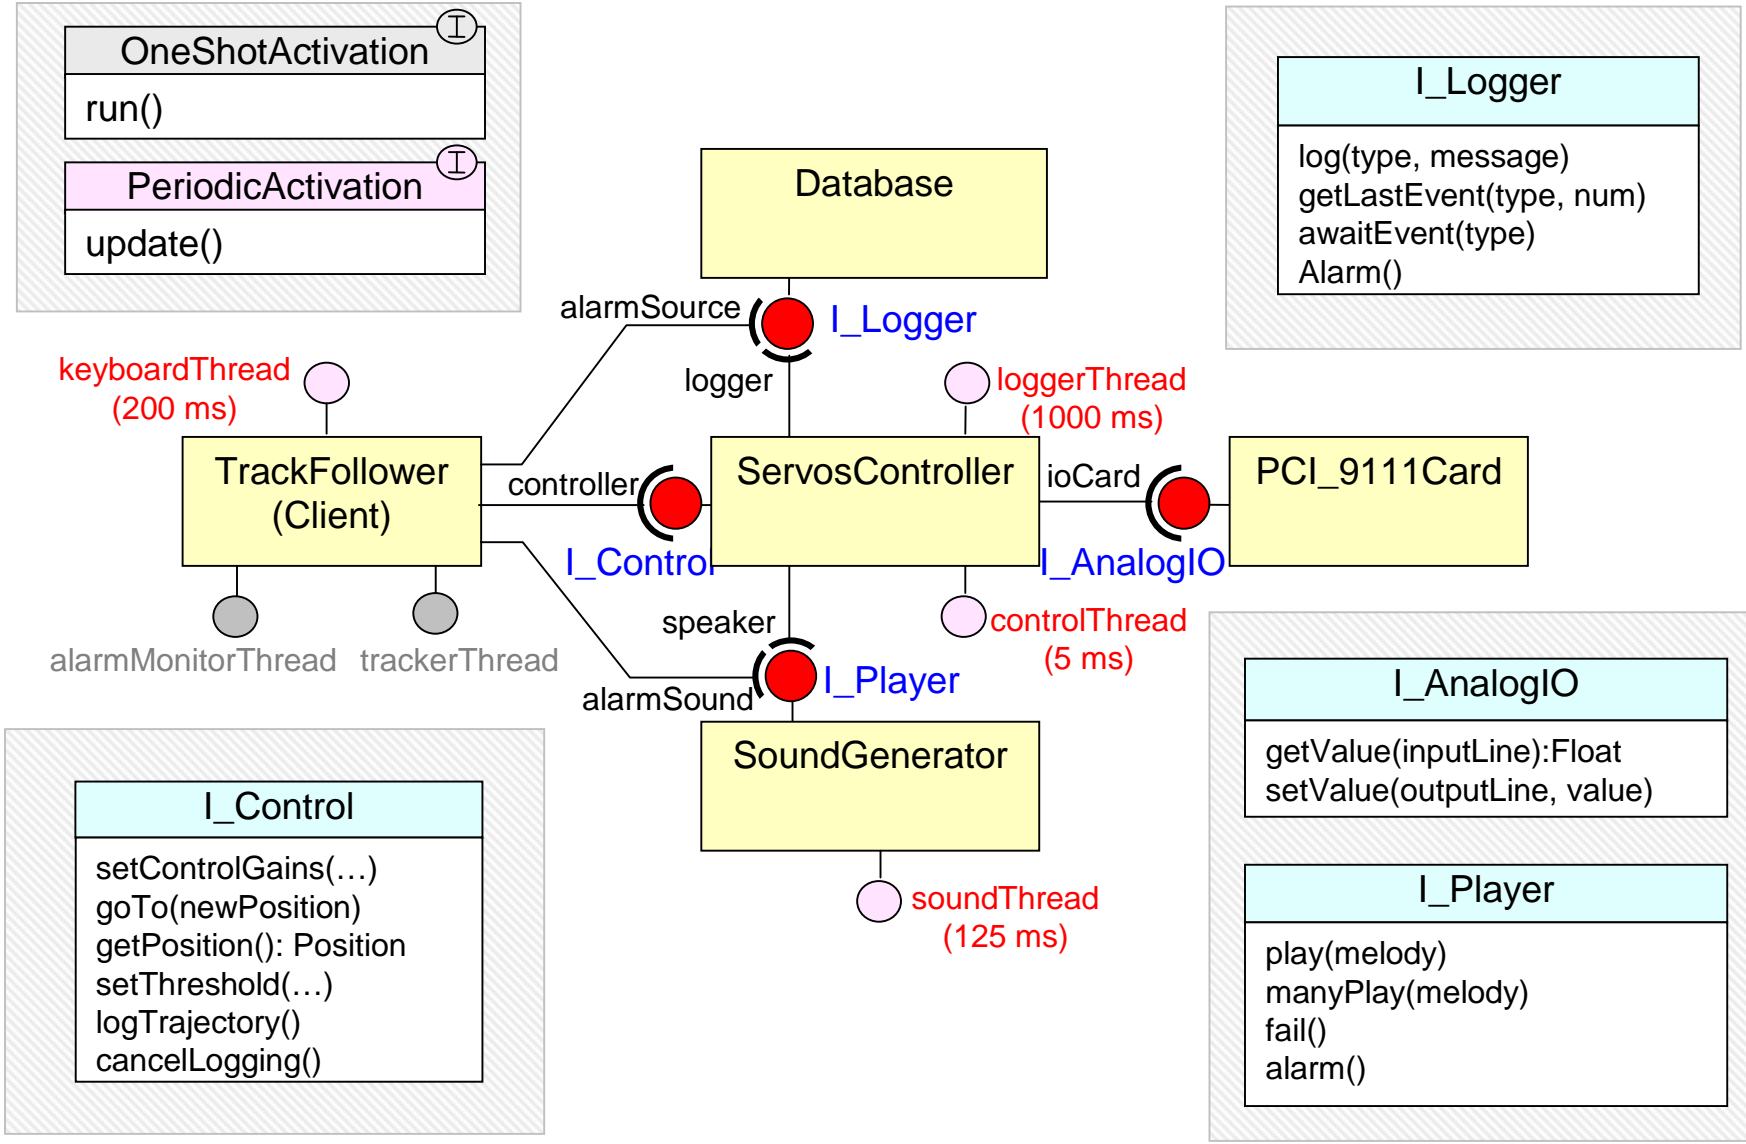 OneShotActivation
I
run()
PeriodicActivation
I
update()
I_Logger
log(type, message)
getLastEvent(type, num)
awaitEvent(type)
Alarm()
Database
alarmSource
I_Logger
logger
keyboardThread
(200 ms)
loggerThread
(1000 ms)
TrackFollower
(Client)
controller
I_Control
ServosController
ioCard
I_AnalogIO
PCI_9111Card
alarmMonitorThread
trackerThread
speaker
controlThread
(5 ms)
I_Player
alarmSound
SoundGenerator
soundThread
(125 ms)
I_Control
setControlGains(…)
goTo(newPosition)
getPosition(): Position
setThreshold(…)
logTrajectory()
cancelLogging()
I_AnalogIO
getValue(inputLine):Float
setValue(outputLine, value)
I_Player
play(melody)
manyPlay(melody)
fail()
alarm()